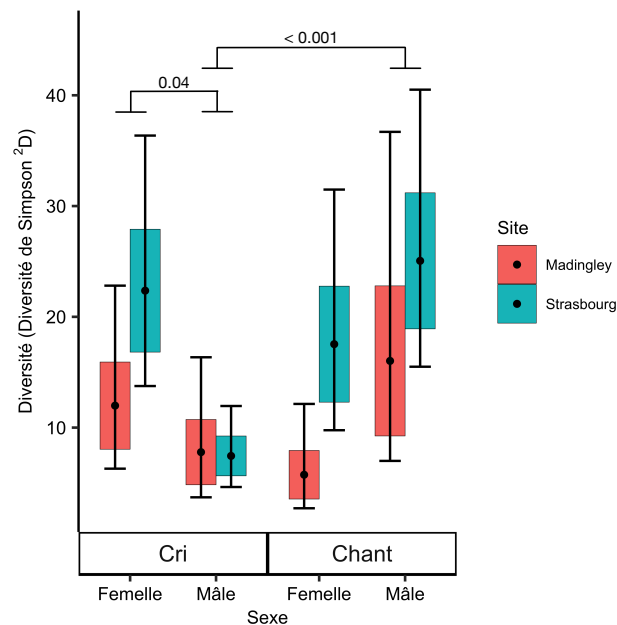 < 0.001
0.04
40
30
20
10
Diversité (Diversité de Simpson ²D)
Cri
Chant
Femelle
Mâle
Femelle
Mâle
Sexe
Site
Madingley
Strasbourg